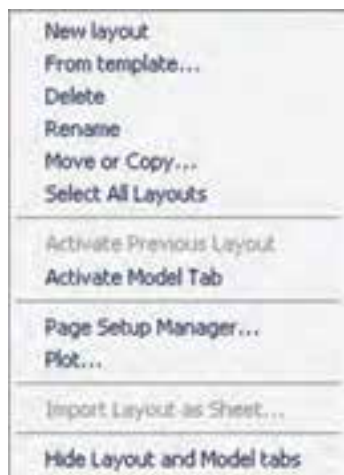 New layout
From template...
Delete
Rename
Move or Copy...
Select All Layouts
Activate Previous Layout
Activate Model Tab
Page Setup Manager...
Plot...
Import Layout as Sheet...
Hide Layout and Model tabs